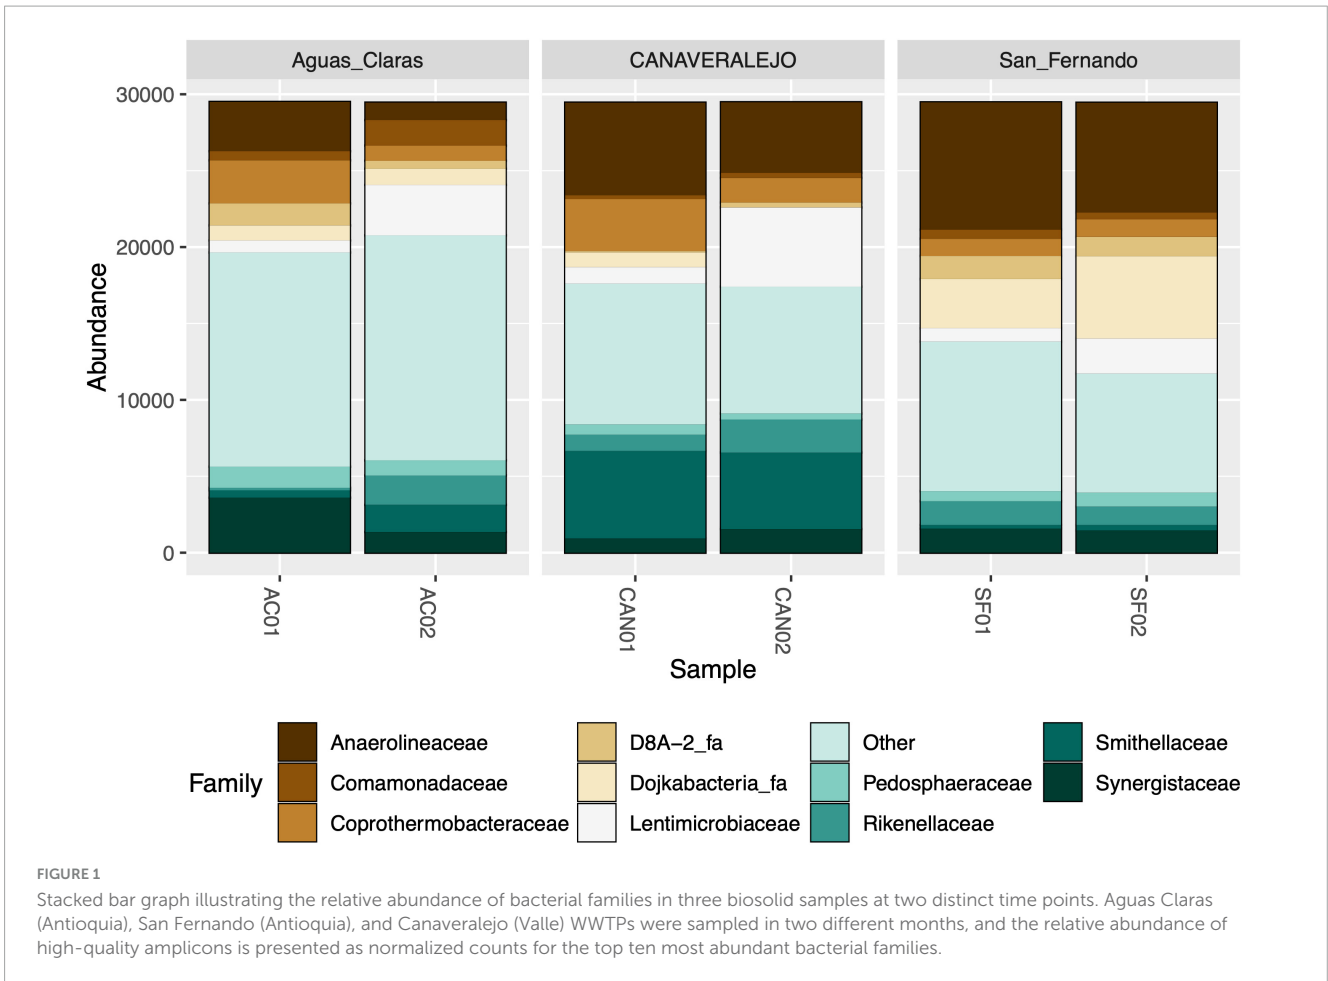 Aguas_Claras
CANAVERALEJO
San_Fernando
30000
20000
10000
0
Abundance
AC01
AC02
CAN01
CAN02
SF01
SF02
Sample
Family
Anaerolineaceae
Comamonadaceae
Coprothermobacteraceae
D8A−2_fa
Dojkabacteria_fa
Lentimicrobiaceae
Other
Pedosphaeraceae
Rikenellaceae
Smithellaceae
Synergistaceae
FIGURE 1
Stacked bar graph illustrating the relative abundance of bacterial families in three biosolid samples at two distinct time points. Aguas Claras
(Antioquia), San Fernando (Antioquia), and Canaveralejo (Valle) WWTPs were sampled in two different months, and the relative abundance of
high-quality amplicons is presented as normalized counts for the top ten most abundant bacterial families.